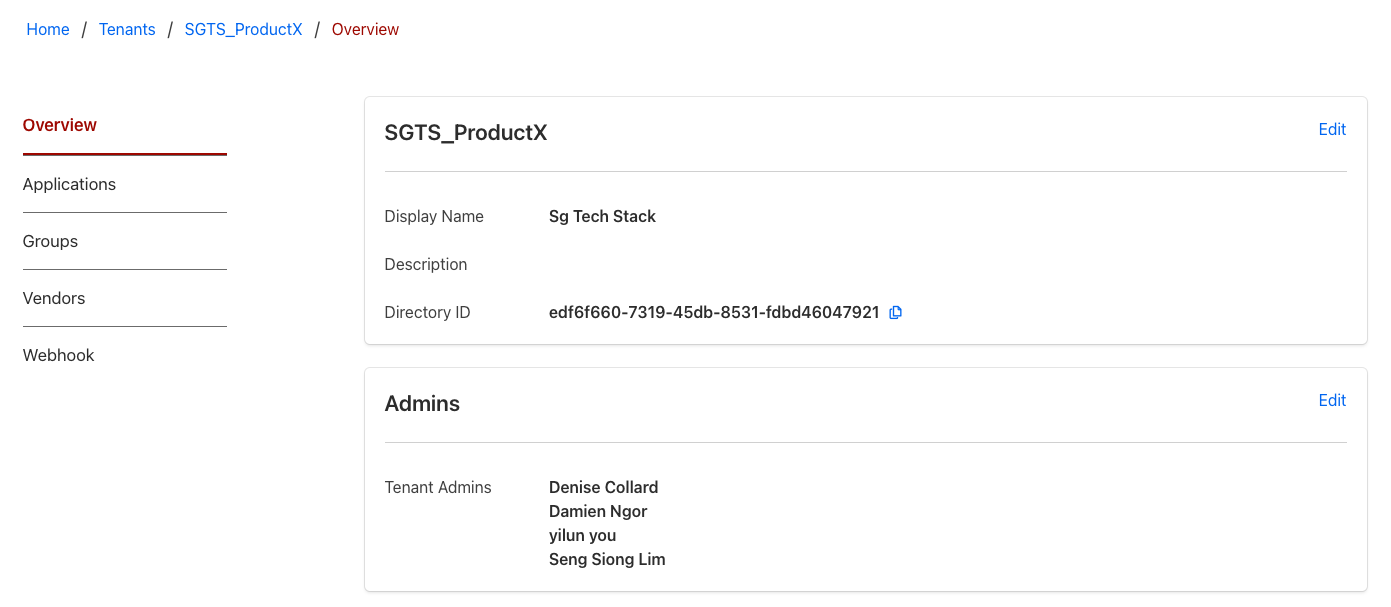 Home / Tenants / SGTS_ProductX / Overview
Overview
Applications
Groups
Vendors
Webhook
SGTS_ProductX Edit
Display Name Sg Tech Stack
Description
Directory ID edf6f660-7319-45db-8531-fdbd46047921
Admins Edit
Tenant Admins Denise Collard
Damien Ngor
yilun you
Seng Siong Lim